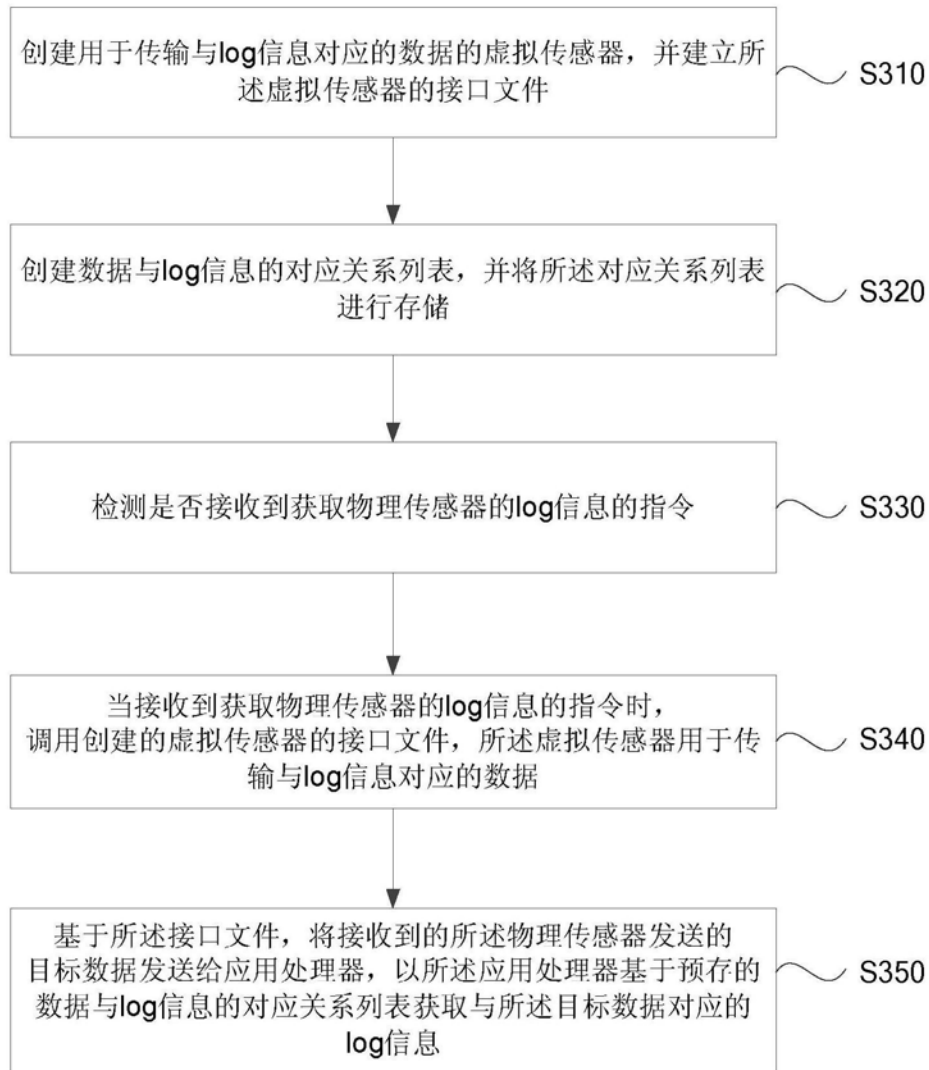 创建用于传输与log信息对应的数据的虚拟传感器，并建立所
述虚拟传感器的接口文件
S310
创建数据与log信息的对应关系列表，并将所述对应关系列表
进行存储
S320
检测是否接收到获取物理传感器的log信息的指令
S330
当接收到获取物理传感器的log信息的指令时，
调用创建的虚拟传感器的接口文件，所述虚拟传感器用于传
输与log信息对应的数据
S340
基于所述接口文件，将接收到的所述物理传感器发送的
目标数据发送给应用处理器，以所述应用处理器基于预存的
数据与log信息的对应关系列表获取与所述目标数据对应的
log信息
S350